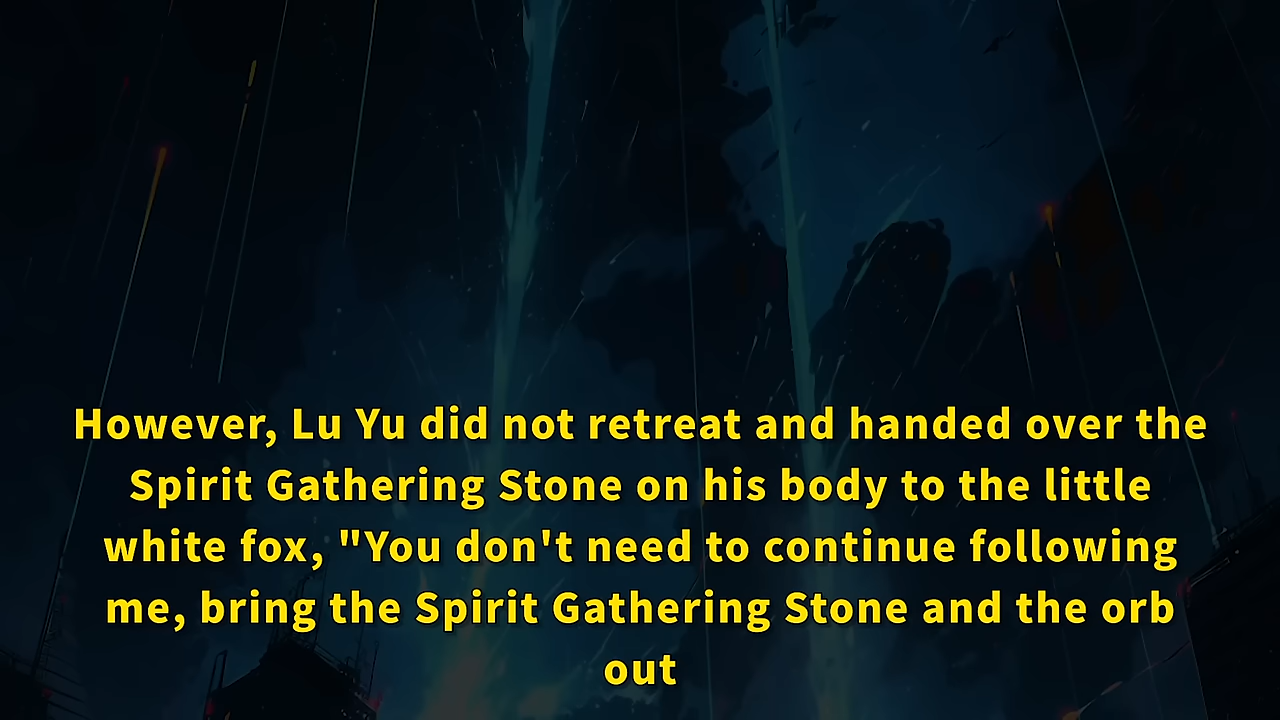 However, Lu Yu did not retreat and handed over the
Spirit Gathering Stone on his body to the little
white fox, "You don't need to continue following
me, bring the Spirit Gathering Stone and the orb
out